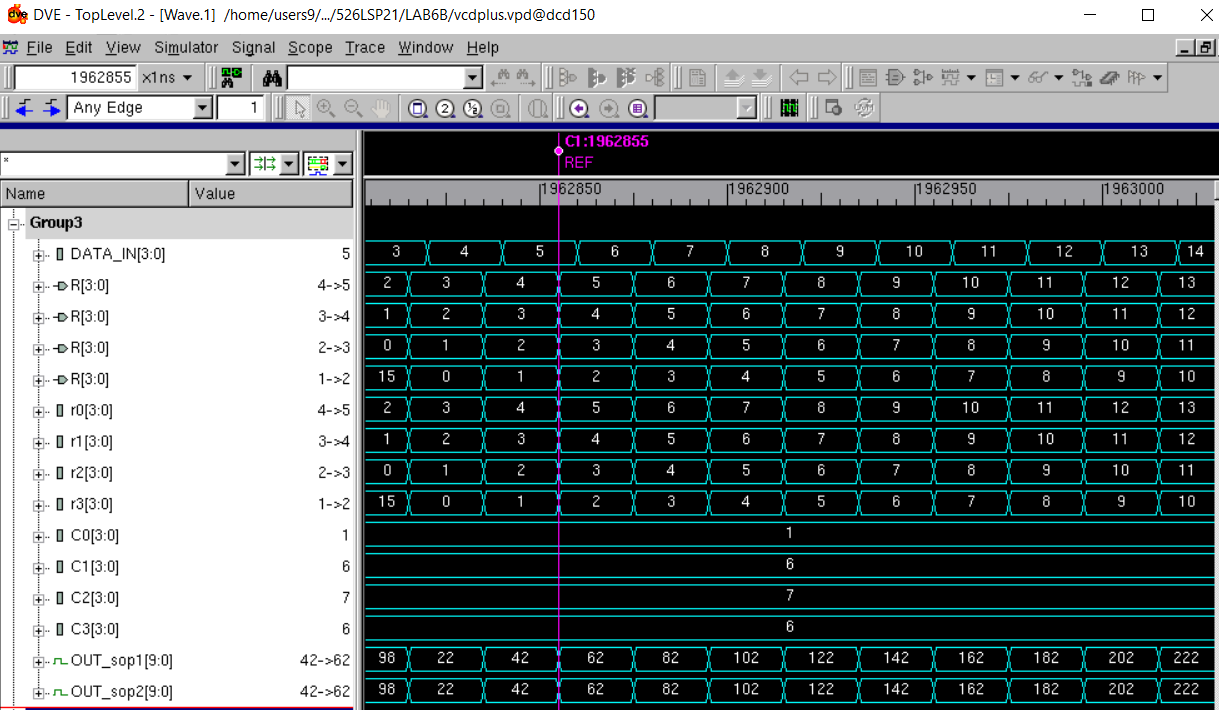 DVE - TopLevel.2 - [Wave.1] /home/users9/.../526LSP21/LAB6B/vcdplus.vpd@dcd150
File Edit View Simulator Signal Scope Trace Window Help
1962855 x1ns
Any Edge 1
C1:1962855
REF
*
Name Value
1962850 1962900 1962950 1963000
Group3
DATA_IN[3:0] 5 3 4 5 6 7 8 9 10 11 12 13 14
R[3:0] 4->5 2 3 4 5 6 7 8 9 10 11 12 13
R[3:0] 3->4 1 2 3 4 5 6 7 8 9 10 11 12
R[3:0] 2->3 0 1 2 3 4 5 6 7 8 9 10 11
R[3:0] 1->2 15 0 1 2 3 4 5 6 7 8 9 10
r0[3:0] 4->5 2 3 4 5 6 7 8 9 10 11 12 13
r1[3:0] 3->4 1 2 3 4 5 6 7 8 9 10 11 12
r2[3:0] 2->3 0 1 2 3 4 5 6 7 8 9 10 11
r3[3:0] 1->2 15 0 1 2 3 4 5 6 7 8 9 10
C0[3:0] 1 1
C1[3:0] 6 6
C2[3:0] 7 7
C3[3:0] 6 6
OUT_sop1[9:0] 42->62 98 22 42 62 82 102 122 142 162 182 202 222
OUT_sop2[9:0] 42->62 98 22 42 62 82 102 122 142 162 182 202 222